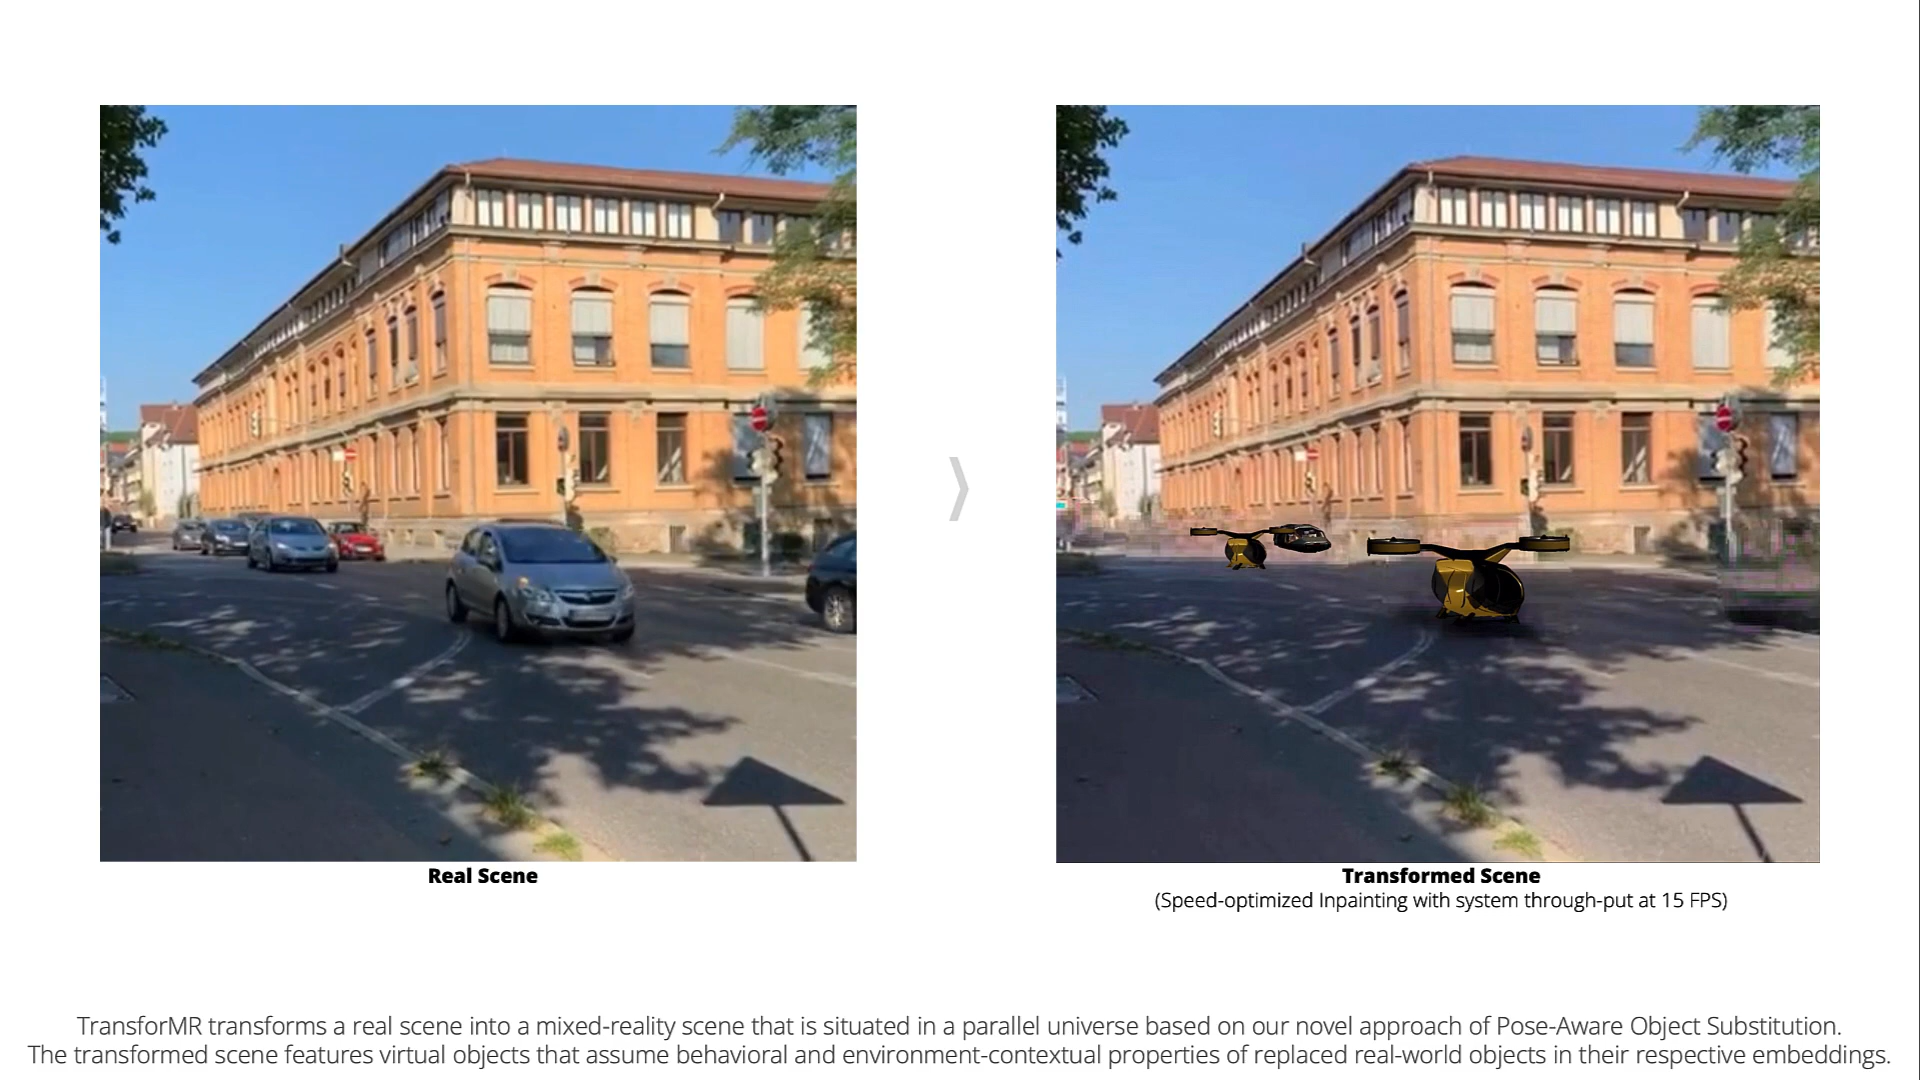 Real Scene
Transformed Scene
(Speed-optimized Inpainting with system through-put at 15 FPS)
TransforMR transforms a real scene into a mixed-reality scene that is situated in a parallel universe based on our novel approach of Pose-Aware Object Substitution.
The transformed scene features virtual objects that assume behavioral and environment-contextual properties of replaced real-world objects in their respective embeddings.